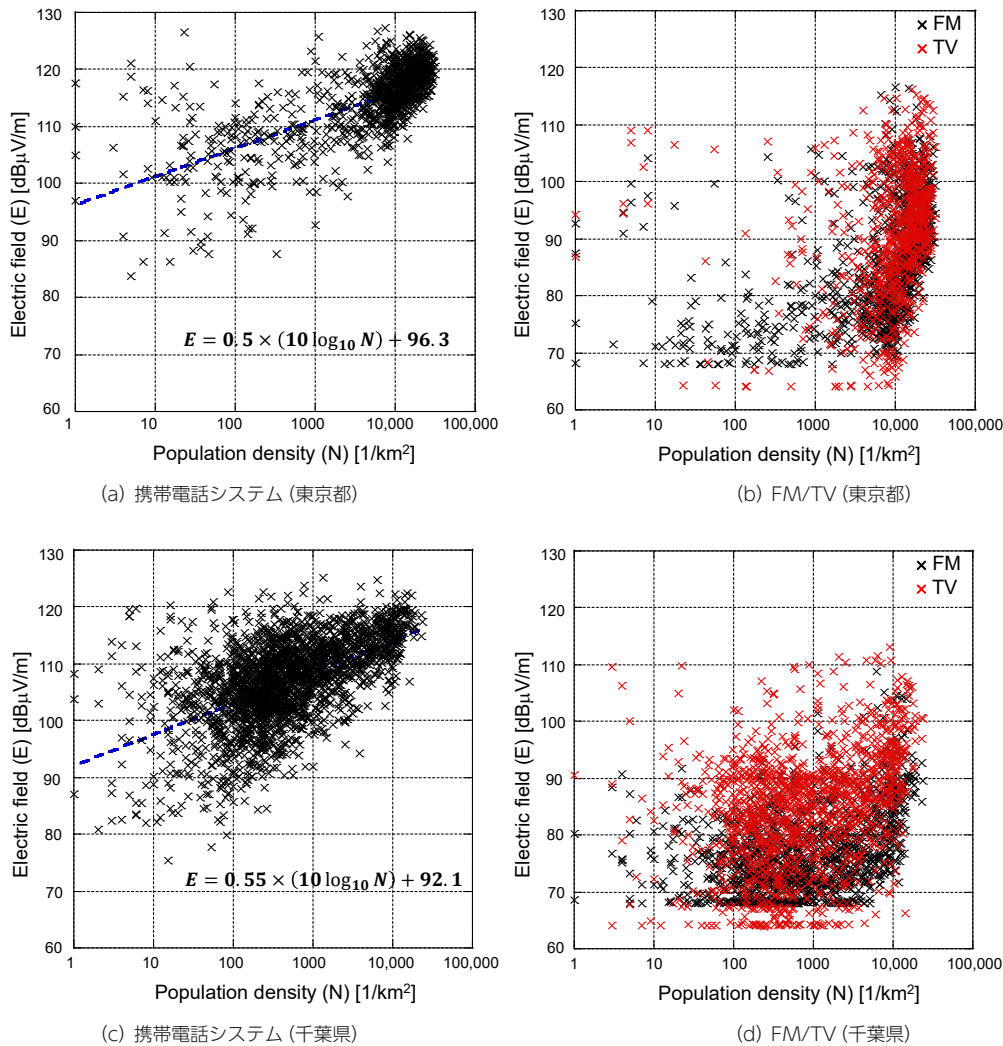 130
120
110
100
90
80
70
60
Electric field (E) [dBμV/m]
E = 0.5 × (10 log₁₀ N) + 96.3
1 10 100 1000 10,000 100,000
Population density (N) [1/km²]
(a) 携帯電話システム (東京都)
130
120
110
100
90
80
70
60
Electric field (E) [dBμV/m]
FM
TV
1 10 100 1000 10,000 100,000
Population density (N) [1/km²]
(b) FM/TV (東京都)
130
120
110
100
90
80
70
60
Electric field (E) [dBμV/m]
E = 0.55 × (10 log₁₀ N) + 92.1
1 10 100 1000 10,000 100,000
Population density (N) [1/km²]
(c) 携帯電話システム (千葉県)
130
120
110
100
90
80
70
60
Electric field (E) [dBμV/m]
FM
TV
1 10 100 1000 10,000 100,000
Population density (N) [1/km²]
(d) FM/TV (千葉県)